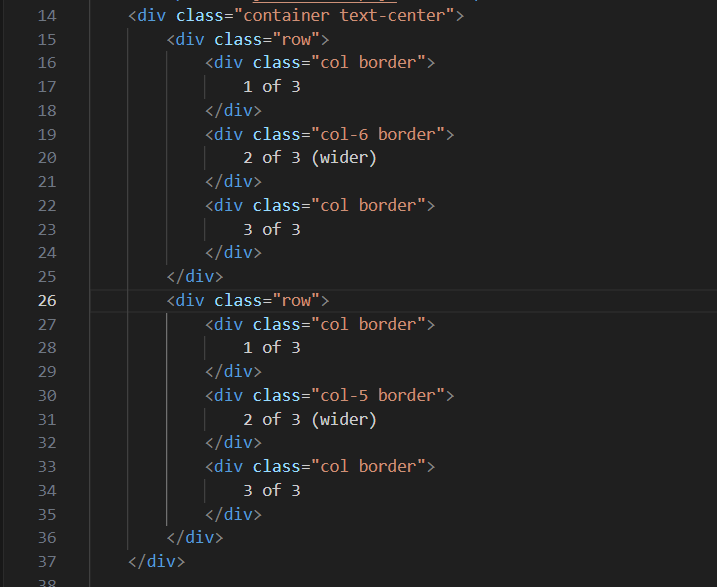 14 <div class="container text-center">
15 <div class="row">
16 <div class="col border">
17 1 of 3
18 </div>
19 <div class="col-6 border">
20 2 of 3 (wider)
21 </div>
22 <div class="col border">
23 3 of 3
24 </div>
25 </div>
26 <div class="row">
27 <div class="col border">
28 1 of 3
29 </div>
30 <div class="col-5 border">
31 2 of 3 (wider)
32 </div>
33 <div class="col border">
34 3 of 3
35 </div>
36 </div>
37 </div>
38